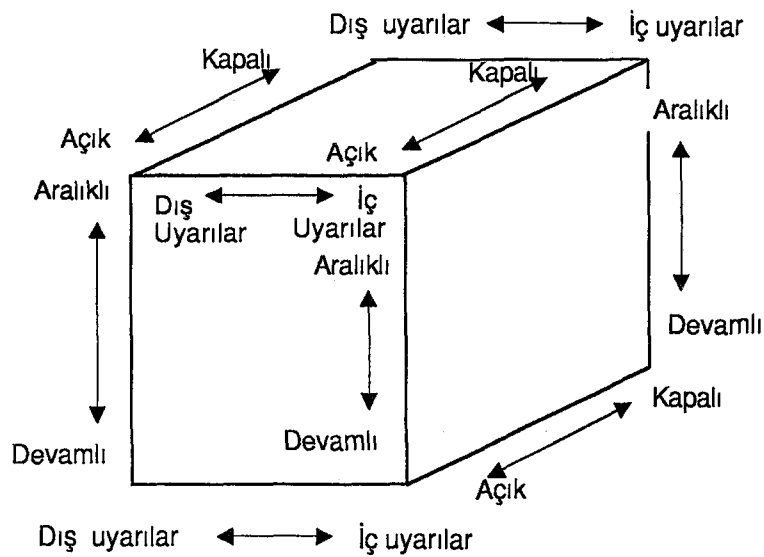 Dış uyarılar İç uyarılar
Kapalı Kapalı
Aralıklı
Açık Açık
Aralıklı Dış İç
Uyarılar Uyarılar
Aralıklı
Devamlı
Kapalı
Devamlı Devamlı
Açık
Dış uyarılar İç uyarılar